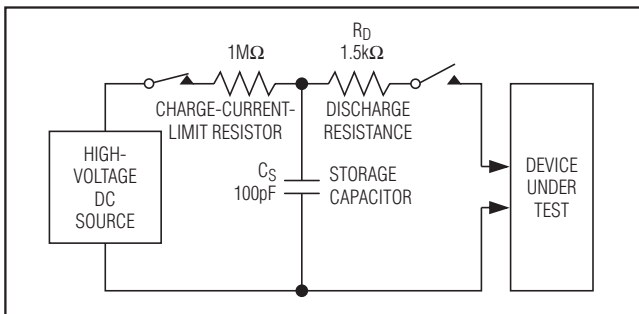 R_D
1MΩ
1.5kΩ
CHARGE-CURRENT-
LIMIT RESISTOR
DISCHARGE
RESISTANCE
HIGH-
VOLTAGE
DC
SOURCE
C_S
100pF
STORAGE
CAPACITOR
DEVICE
UNDER
TEST